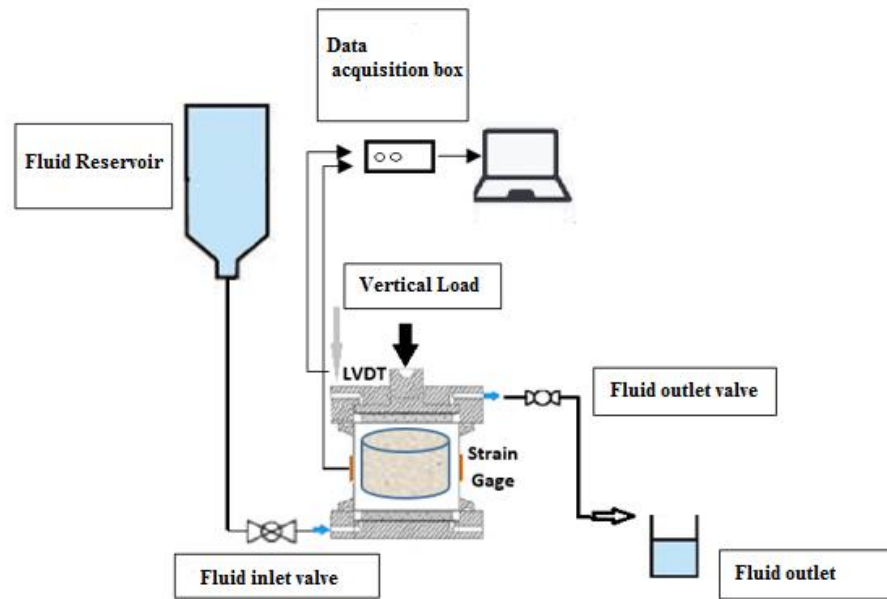 Data
acquisition box
Fluid Reservoir
Vertical Load
LVDT
Fluid outlet valve
Strain
Gage
Fluid inlet valve
Fluid outlet